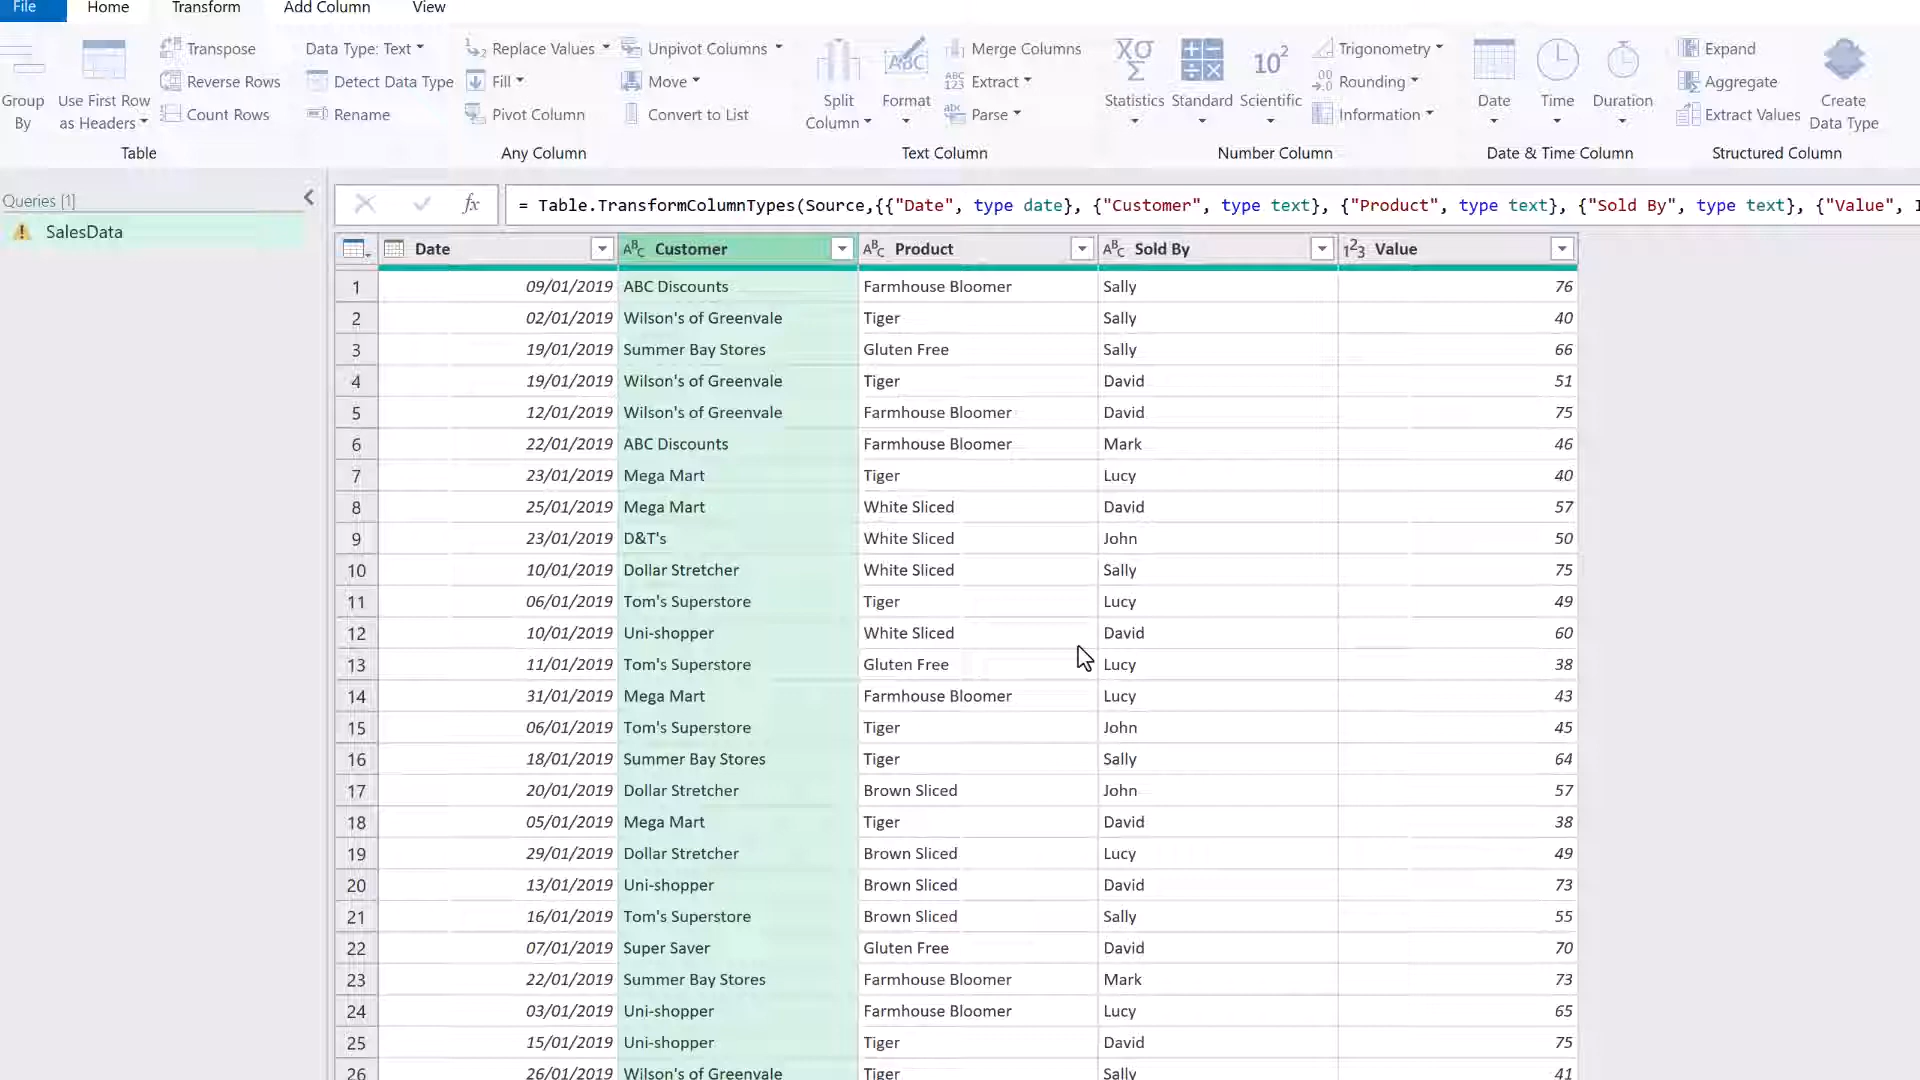 File Home Transform Add Column View
Transpose Data Type: Text Replace Values Unpivot Columns Merge Columns Trigonometry Expand
Reverse Rows Detect Data Type Fill Move Extract Rounding Aggregate
Group By Use First Row as Headers Count Rows Rename Pivot Column Convert to List Split Column Format Parse Statistics Standard Scientific Information Date Time Duration Extract Values Create Data Type
Table Any Column Text Column Number Column Date & Time Column Structured Column
Queries [1]
SalesData
fx = Table.TransformColumnTypes(Source,{{"Date", type date}, {"Customer", type text}, {"Product", type text}, {"Sold By", type text}, {"Value",
Date ABC Customer ABC Product ABC Sold By 123 Value
1 09/01/2019 ABC Discounts Farmhouse Bloomer Sally 76
2 02/01/2019 Wilson's of Greenvale Tiger Sally 40
3 19/01/2019 Summer Bay Stores Gluten Free Sally 66
4 19/01/2019 Wilson's of Greenvale Tiger David 51
5 12/01/2019 Wilson's of Greenvale Farmhouse Bloomer David 75
6 22/01/2019 ABC Discounts Farmhouse Bloomer Mark 46
7 23/01/2019 Mega Mart Tiger Lucy 40
8 25/01/2019 Mega Mart White Sliced David 57
9 23/01/2019 D&T's White Sliced John 50
10 10/01/2019 Dollar Stretcher White Sliced Sally 75
11 06/01/2019 Tom's Superstore Tiger Lucy 49
12 10/01/2019 Uni-shopper White Sliced David 60
13 11/01/2019 Tom's Superstore Gluten Free Lucy 38
14 31/01/2019 Mega Mart Farmhouse Bloomer Lucy 43
15 06/01/2019 Tom's Superstore Tiger John 45
16 18/01/2019 Summer Bay Stores Tiger Sally 64
17 20/01/2019 Dollar Stretcher Brown Sliced John 57
18 05/01/2019 Mega Mart Tiger David 38
19 29/01/2019 Dollar Stretcher Brown Sliced Lucy 49
20 13/01/2019 Uni-shopper Brown Sliced David 73
21 16/01/2019 Tom's Superstore Brown Sliced Sally 55
22 07/01/2019 Super Saver Gluten Free David 70
23 22/01/2019 Summer Bay Stores Farmhouse Bloomer Mark 73
24 03/01/2019 Uni-shopper Farmhouse Bloomer Lucy 65
25 15/01/2019 Uni-shopper Tiger David 75
26 26/01/2019 Wilson's of Greenvale Tiger Sally 41